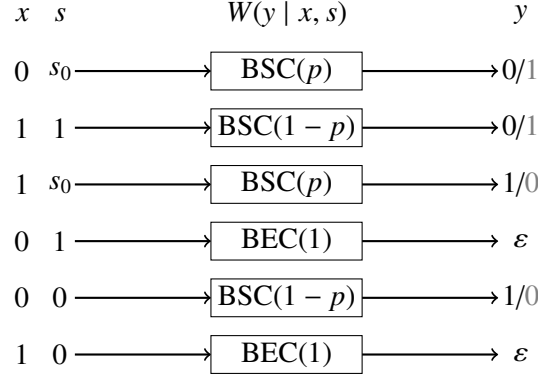 x s W(y | x, s) y
0 s₀ BSC(p) 0/1
1 1 BSC(1 − p) 0/1
1 s₀ BSC(p) 1/0
0 1 BEC(1) ε
0 0 BSC(1 − p) 1/0
1 0 BEC(1) ε